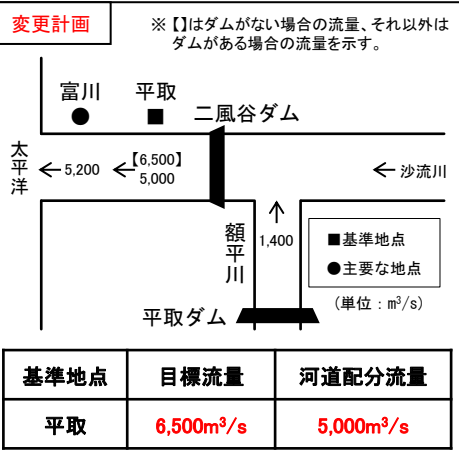 変更計画
※【】はダムがない場合の流量、それ以外は
ダムがある場合の流量を示す。
富川
平取
●
■
二風谷ダム
太平洋
←5,200
【6,500】
←5,000
←沙流川
額平川
↑
1,400
■基準地点
●主要な地点
(単位：m³/s)
平取ダム
基準地点 目標流量 河道配分流量
平取 6,500m³/s 5,000m³/s